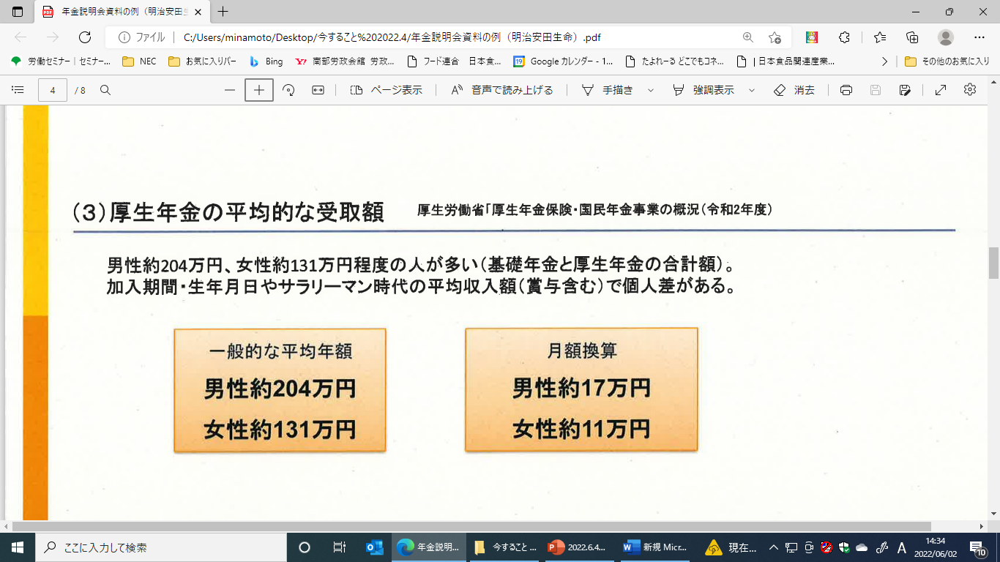 年金説明会資料の例（明治安田生
ファイル
C:/Users/minamoto/Desktop/今すること%202022.4/年金説明会資料の例（明治安田生命）.pdf
労働セミナー｜セミナー...
NEC
お気に入りバー
Bing
南部労政会館 労政...
フード連合 日本食...
Google カレンダー - 1...
たよれーる どこでもコネ...
| 日本食品関連産業...
その他のお気に入り
4
/ 8
ページ表示
音声で読み上げる
手描き
強調表示
消去
（３）厚生年金の平均的な受取額
厚生労働省「厚生年金保険・国民年金事業の概況（令和2年度）
男性約204万円、女性約131万円程度の人が多い（基礎年金と厚生年金の合計額）。
加入期間・生年月日やサラリーマン時代の平均収入額（賞与含む）で個人差がある。
一般的な平均年額
男性約204万円
女性約131万円
月額換算
男性約17万円
女性約11万円
ここに入力して検索
年金説明...
今すること ...
2022.6.4...
新規 Micr...
現在...
A
14:34
2022/06/02
10